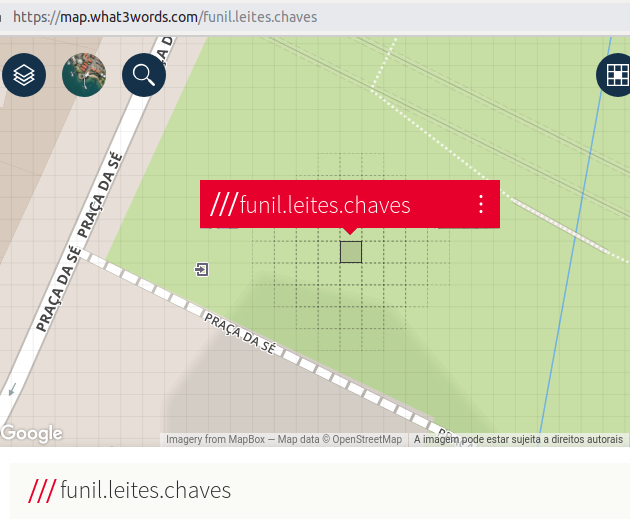 https://map.what3words.com/funil.leites.chaves
PRAÇA DA SÉ
PRAÇA DA SÉ
///funil.leites.chaves
PRAÇA DA SÉ
Google
Imagery from MapBox — Map data © OpenStreetMap
A imagem pode estar sujeita a direitos autorais
///funil.leites.chaves